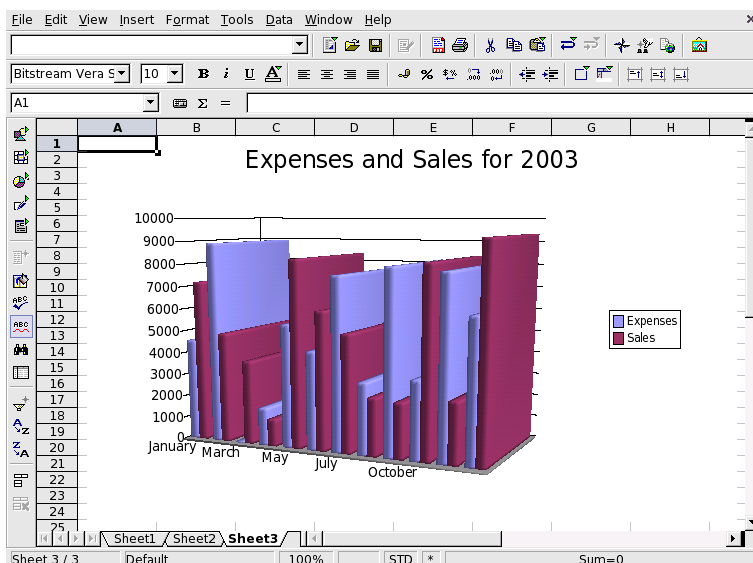 File Edit View Insert Format Tools Data Window Help
Bitstream Vera S 10 B i U A %
A1 Σ =
A B C D E F G H
1
2
3
4
5
6
7
8
9
10
11
12
13
14
15
16
17
18
19
20
21
22
23
24
25
Expenses and Sales for 2003
10000
9000
8000
7000
6000
5000
4000
3000
2000
1000
0
January March May July October
Expenses
Sales
ABC
ABC
A Z
Z A
Sheet1 Sheet2 Sheet3
Sheet 3 / 3 Default 100% STD * Sum=0